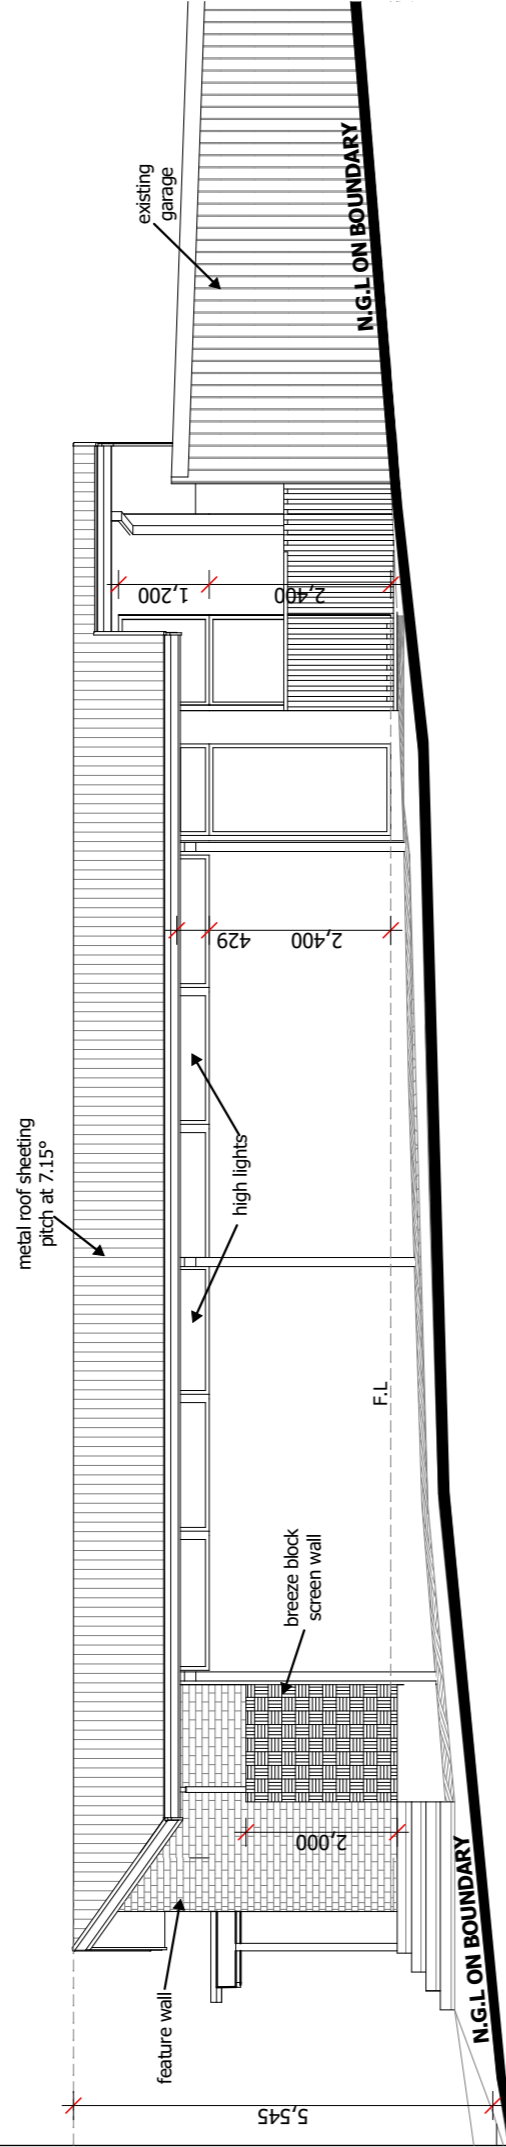 metal roof sheeting
pitch at 7.15°
existing
garage
N.G.L ON BOUNDARY
1,200
2,400
429
2,400
high lights
F.L
breeze block
screen wall
2,000
feature wall
N.G.L ON BOUNDARY
5,545